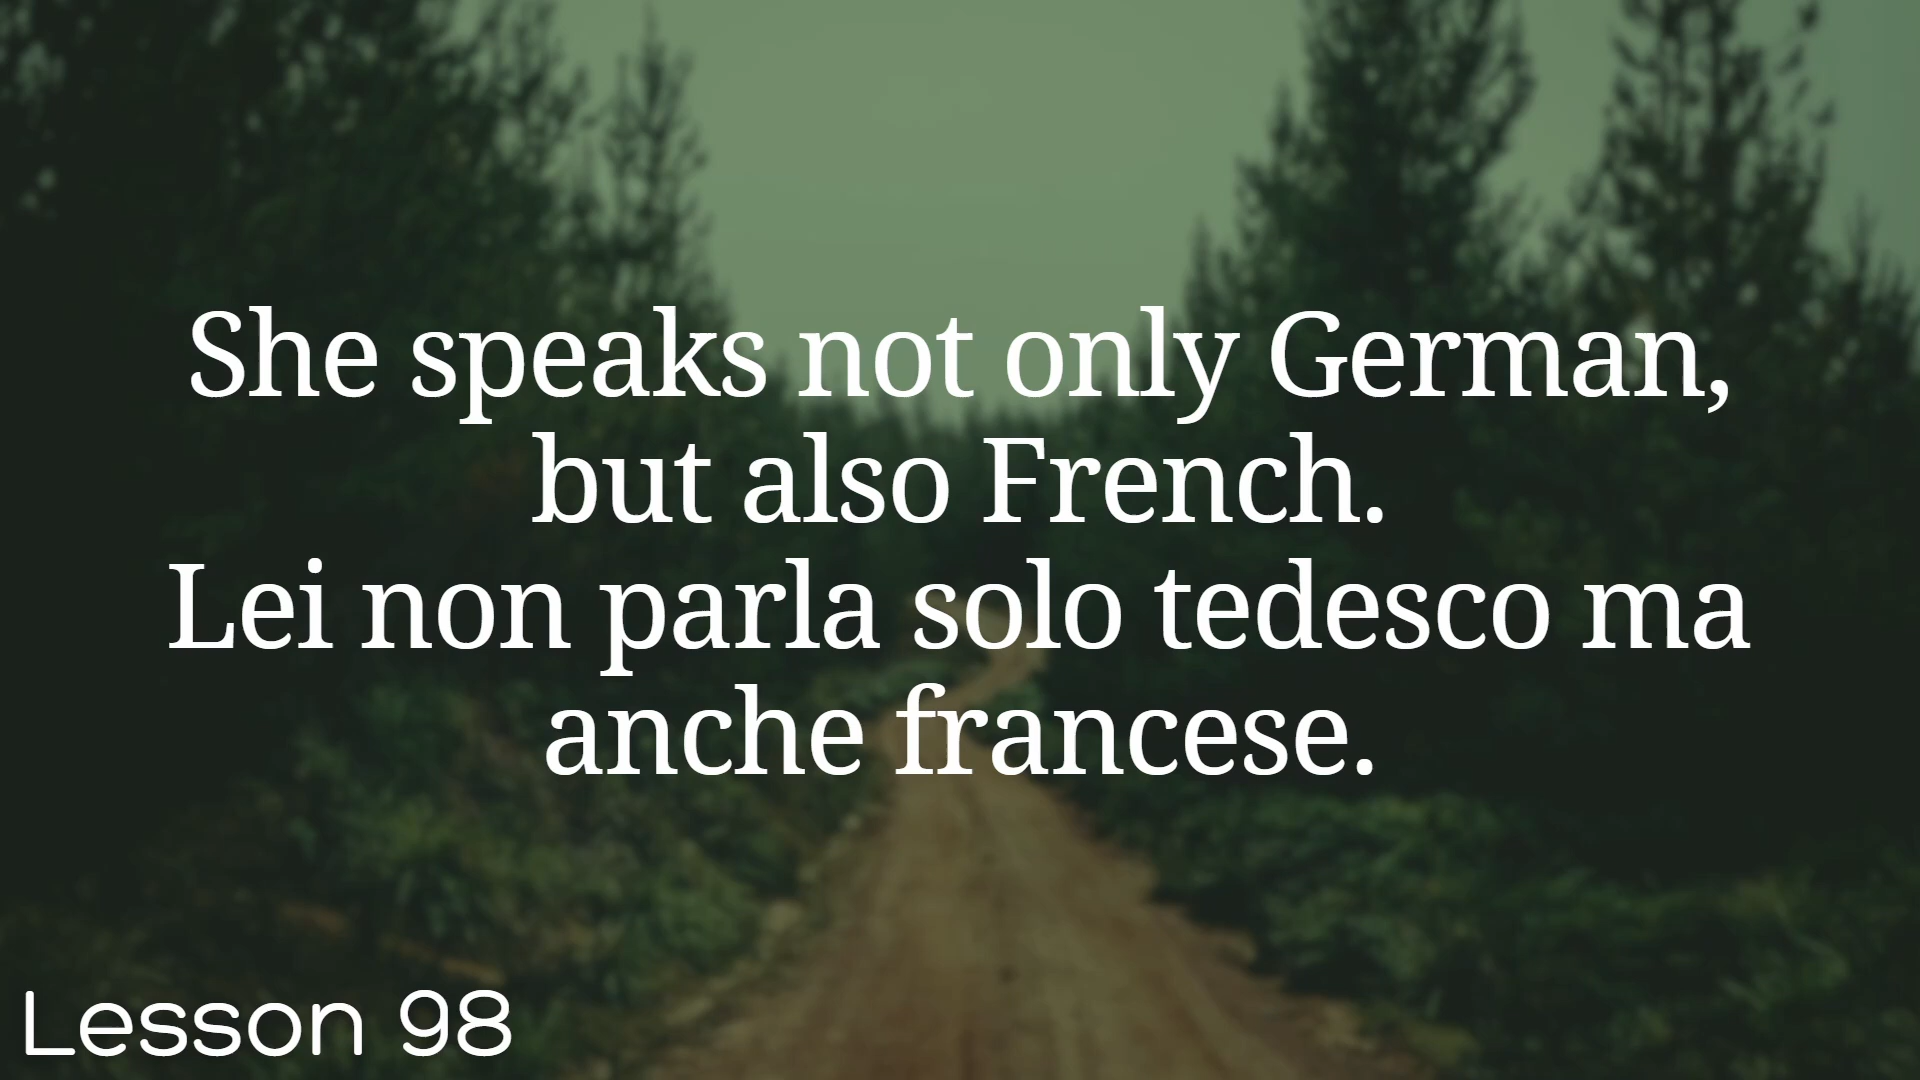 She speaks not only German,
but also French.
Lei non parla solo tedesco ma
anche francese.
Lesson 98